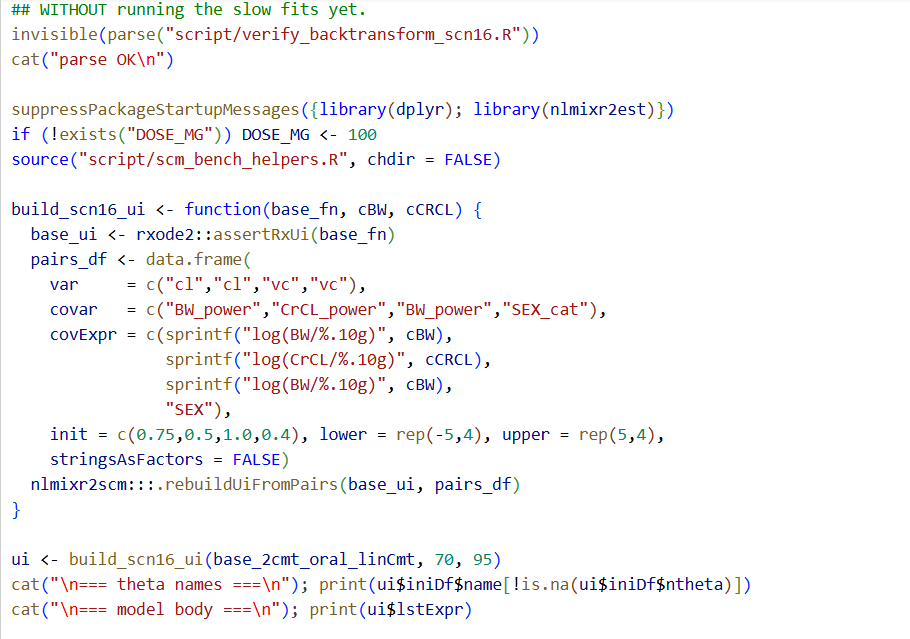 ## WITHOUT running the slow fits yet.
invisible(parse("script/verify_backtransform_scn16.R"))
cat("parse OK\n")

suppressPackageStartupMessages({library(dplyr); library(nlmixr2est)})
if (!exists("DOSE_MG")) DOSE_MG <- 100
source("script/scm_bench_helpers.R", chdir = FALSE)

build_scn16_ui <- function(base_fn, cBW, cCRCL) {
  base_ui <- rxode2::assertRxUi(base_fn)
  pairs_df <- data.frame(
    var     = c("cl","cl","vc","vc"),
    covar   = c("BW_power","CrCL_power","BW_power","SEX_cat"),
    covExpr = c(sprintf("log(BW/%.10g)", cBW),
                sprintf("log(CrCL/%.10g)", cCRCL),
                sprintf("log(BW/%.10g)", cBW),
                "SEX"),
    init = c(0.75,0.5,1.0,0.4), lower = rep(-5,4), upper = rep(5,4),
    stringsAsFactors = FALSE)
  nlmixr2scm:::.rebuildUiFromPairs(base_ui, pairs_df)
}

ui <- build_scn16_ui(base_2cmt_oral_linCmt, 70, 95)
cat("\n=== theta names ===\n"); print(ui$iniDf$name[!is.na(ui$iniDf$ntheta)])
cat("\n=== model body ===\n"); print(ui$lstExpr)